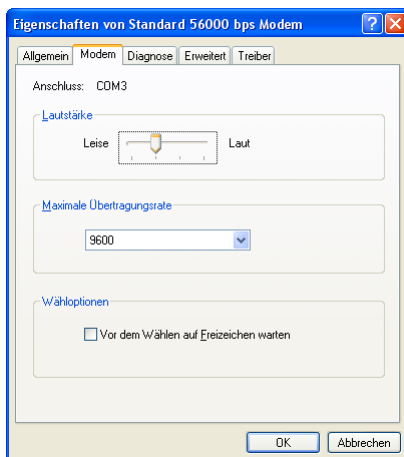 Eigenschaften von Standard 56000 bps Modem
Allgemein Modem Diagnose Erweitert Treiber
Anschluss: COM3
Lautstärke
Leise Laut
Maximale Übertragungsrate
9600
Wähloptionen
Vor dem Wählen auf Freizeichen warten
OK Abbrechen